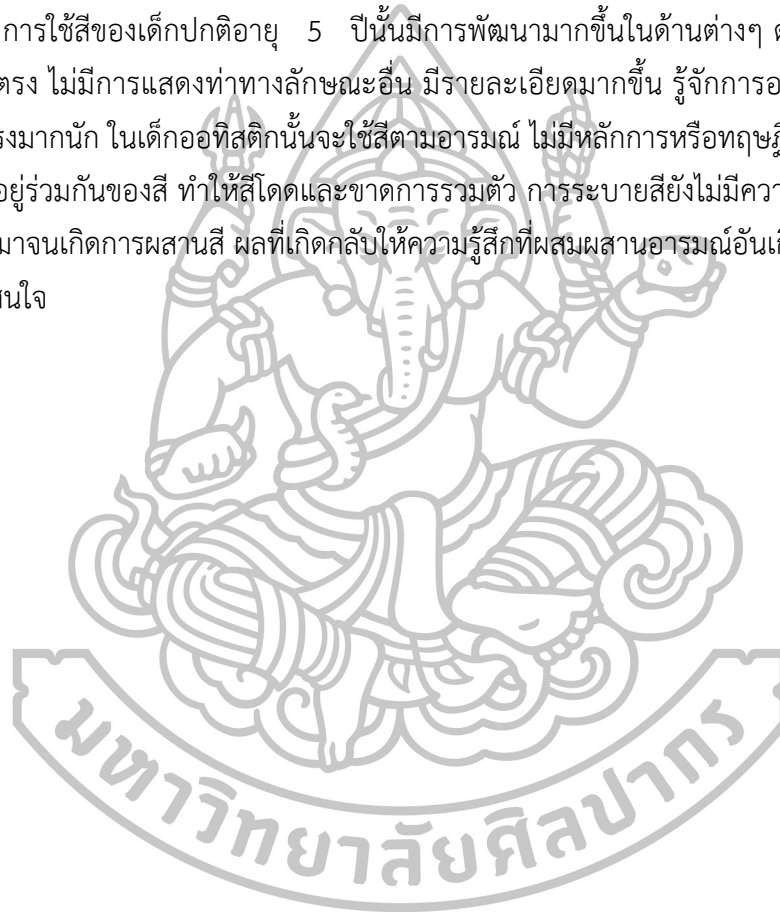 การใช้สีของเด็กปกติอายุ 5 ปีนั้นมีการพัฒนามากขึ้นในด้านต่างๆ
ตรง ไม่มีการแสดงท่าทางลักษณะอื่น มีรายละเอียดมากขึ้น รู้จักการ
มากนัก ในเด็กออทิสติกนั้นจะใช้สีตามอารมณ์ ไม่มีหลักการหรือ
อยู่ร่วมกันของสี ทำให้สีโดดและขาดการรวมตัว การระบายสียังไม่มี
มาจนเกิดการผสานสี ผลที่เกิดกลับให้ความรู้สึกที่ผสมผสานอารมณ์อัน
สนใจ
มหาวิทยาลัยศิลปากร